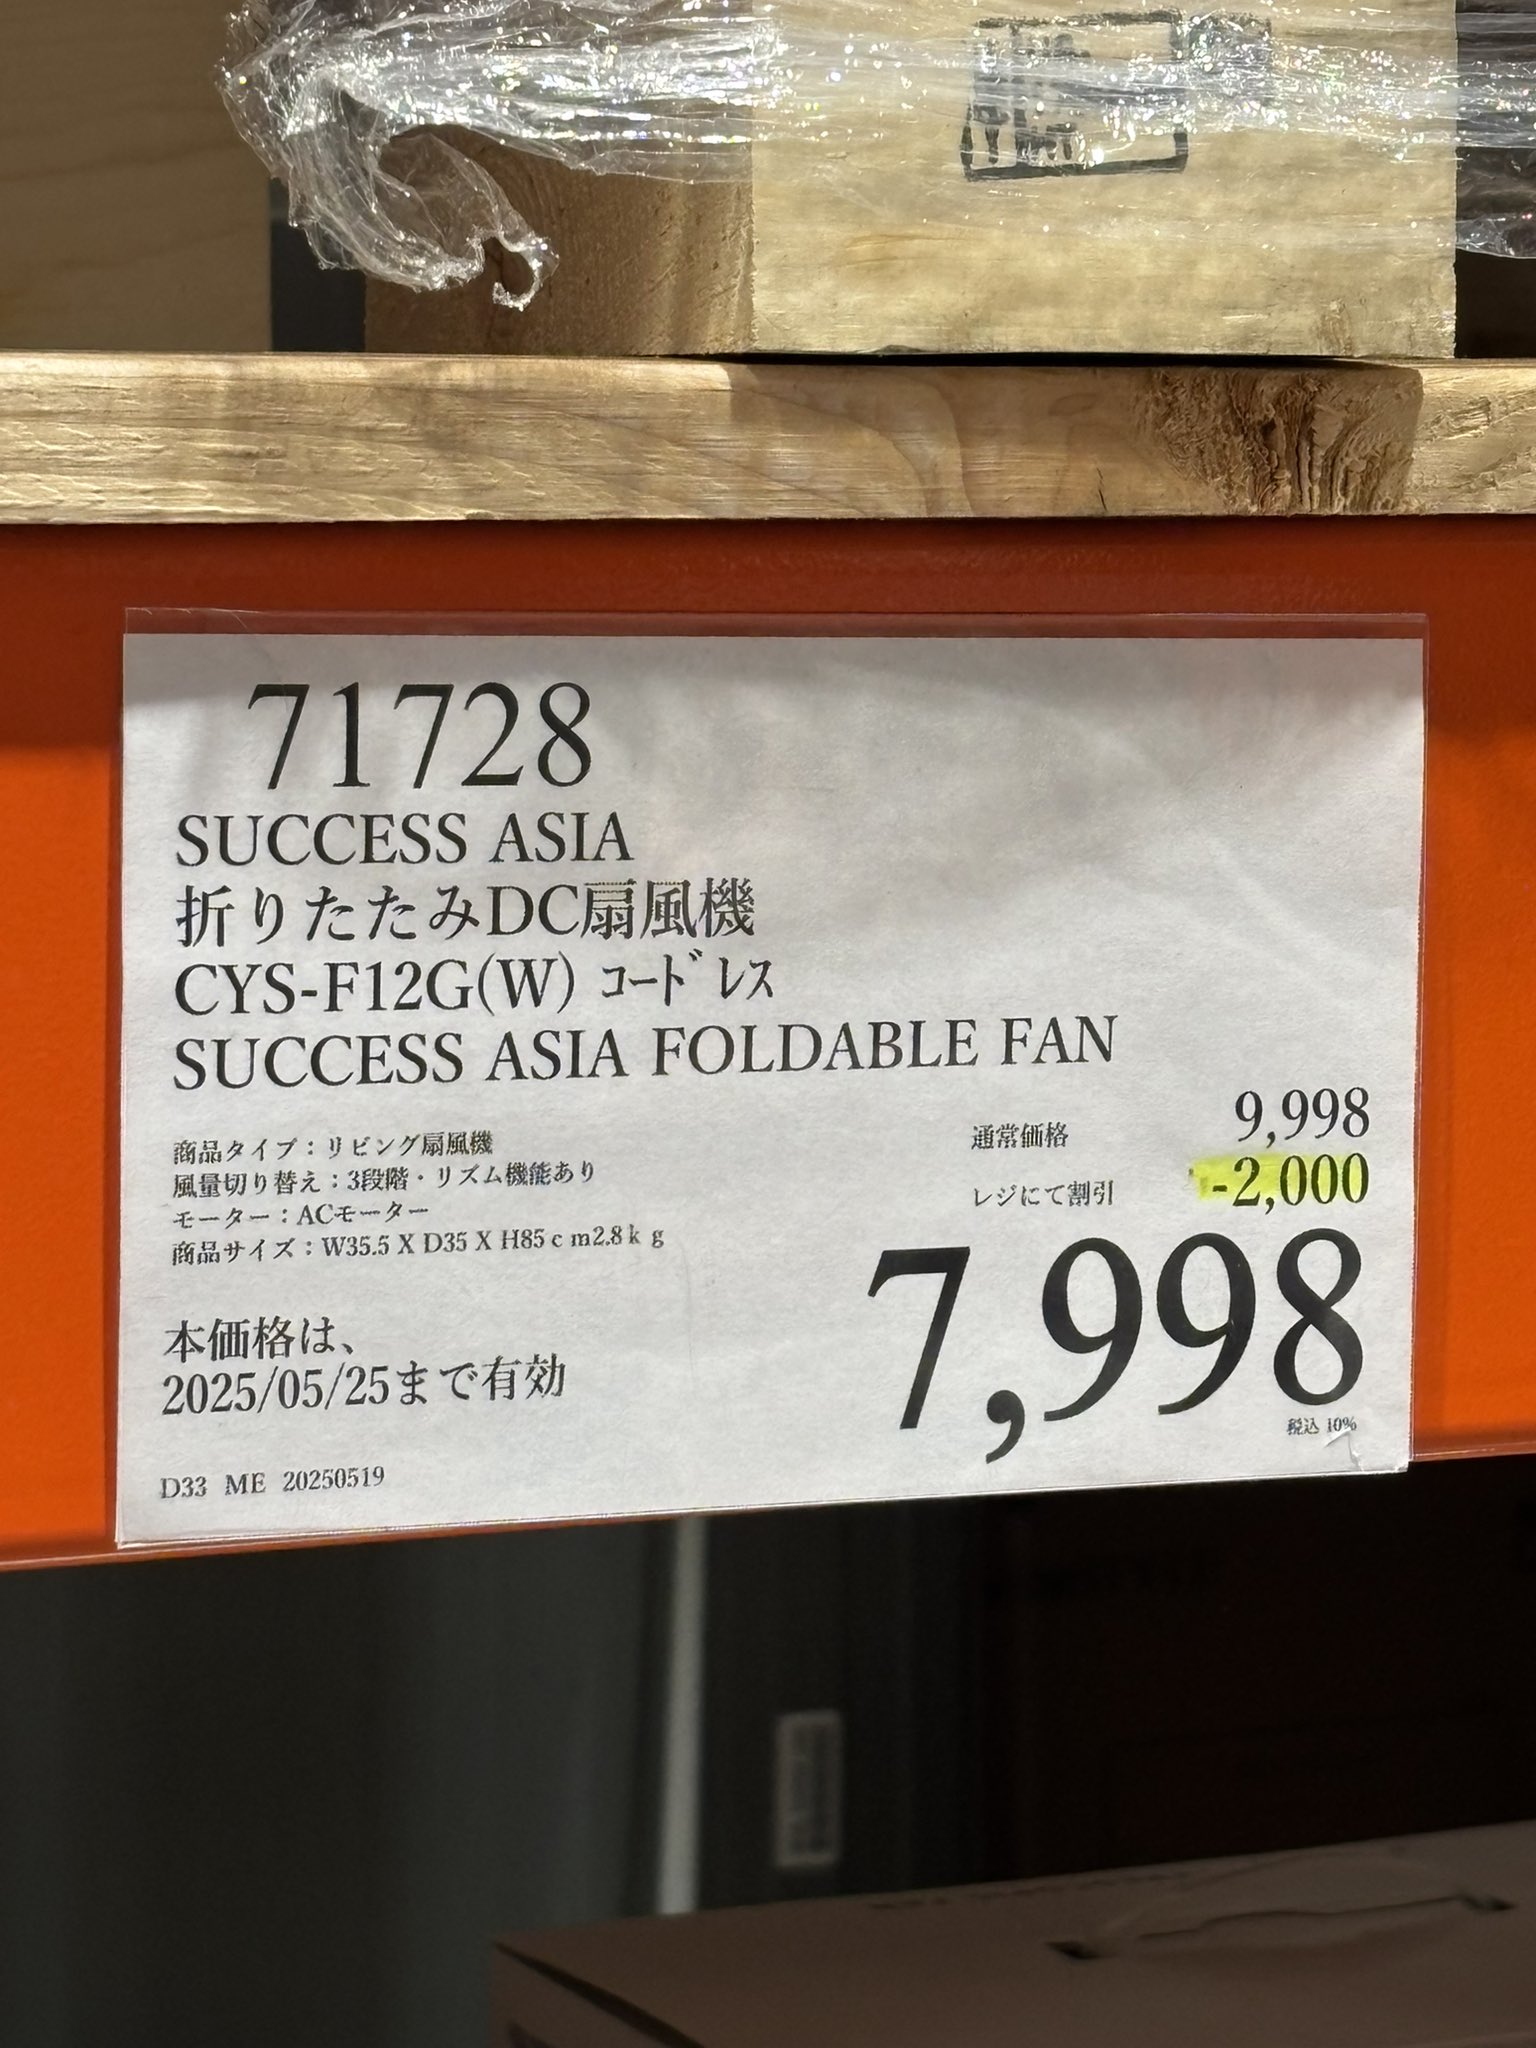 71728
SUCCESS ASIA
折りたたみDC扇風機
CYS-F12G(W) ｺｰﾄﾞﾚｽ
SUCCESS ASIA FOLDABLE FAN
商品タイプ：リビング扇風機
風量切り替え：3段階・リズム機能あり
モーター：ACモーター
商品サイズ：W35.5 X D35 X H85ｃm2.8ｋｇ
通常価格 9,998
レジにて割引 -2,000
7,998
税込 10%
本価格は、
2025/05/25まで有効
D33 ME 20250519